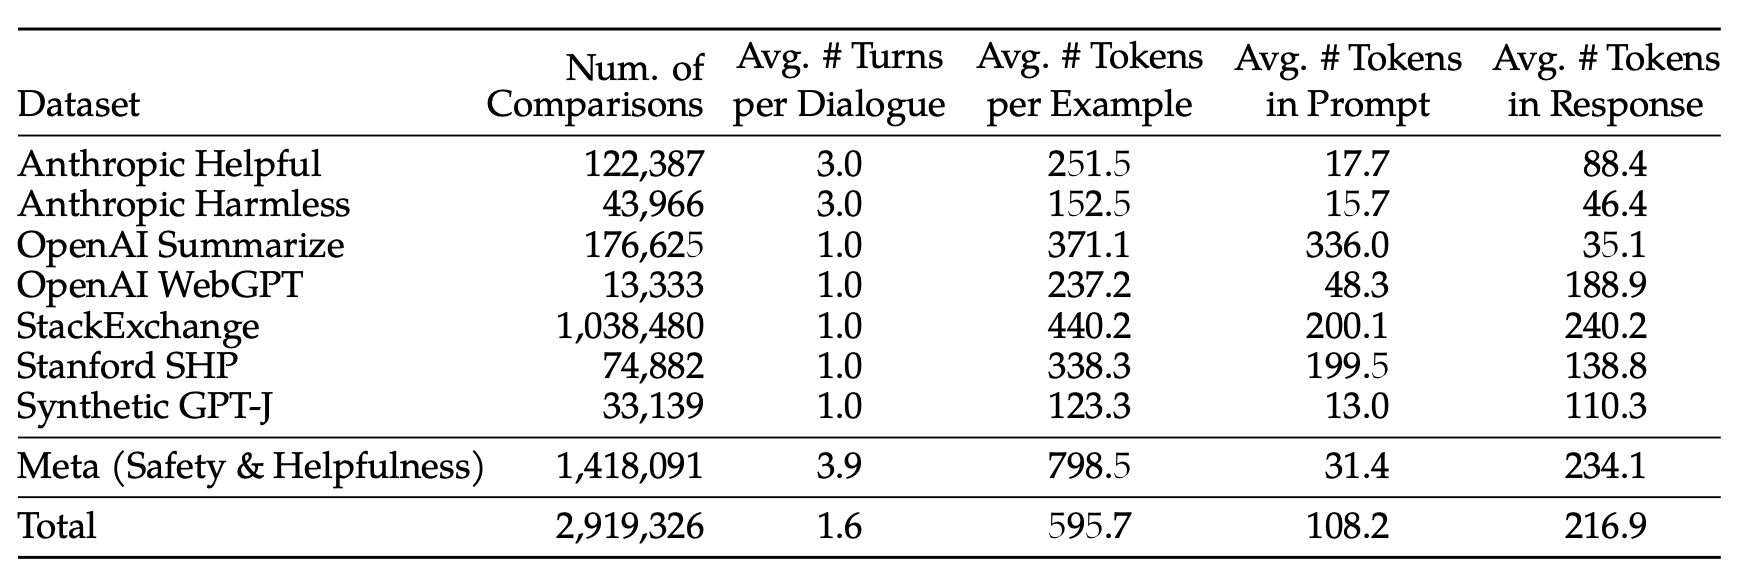 Dataset Num. of Comparisons Avg. # Turns per Dialogue Avg. # Tokens per Example Avg. # Tokens in Prompt Avg. # Tokens in Response
Anthropic Helpful 122,387 3.0 251.5 17.7 88.4
Anthropic Harmless 43,966 3.0 152.5 15.7 46.4
OpenAI Summarize 176,625 1.0 371.1 336.0 35.1
OpenAI WebGPT 13,333 1.0 237.2 48.3 188.9
StackExchange 1,038,480 1.0 440.2 200.1 240.2
Stanford SHP 74,882 1.0 338.3 199.5 138.8
Synthetic GPT-J 33,139 1.0 123.3 13.0 110.3
Meta (Safety & Helpfulness) 1,418,091 3.9 798.5 31.4 234.1
Total 2,919,326 1.6 595.7 108.2 216.9